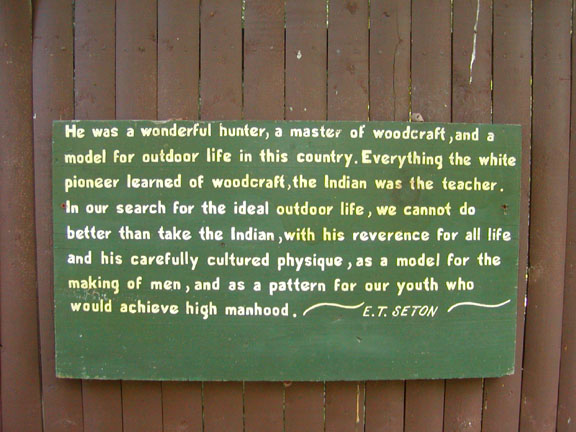 He was a wonderful hunter, a master of woodcraft, and a
model for outdoor life in this country. Everything the white
pioneer learned of woodcraft, the Indian was the teacher.
In our search for the ideal outdoor life, we cannot do
better than take the Indian, with his reverence for all life
and his carefully cultured physique, as a model for the
making of men, and as a pattern for our youth who
would achieve high manhood. E.T. SETON